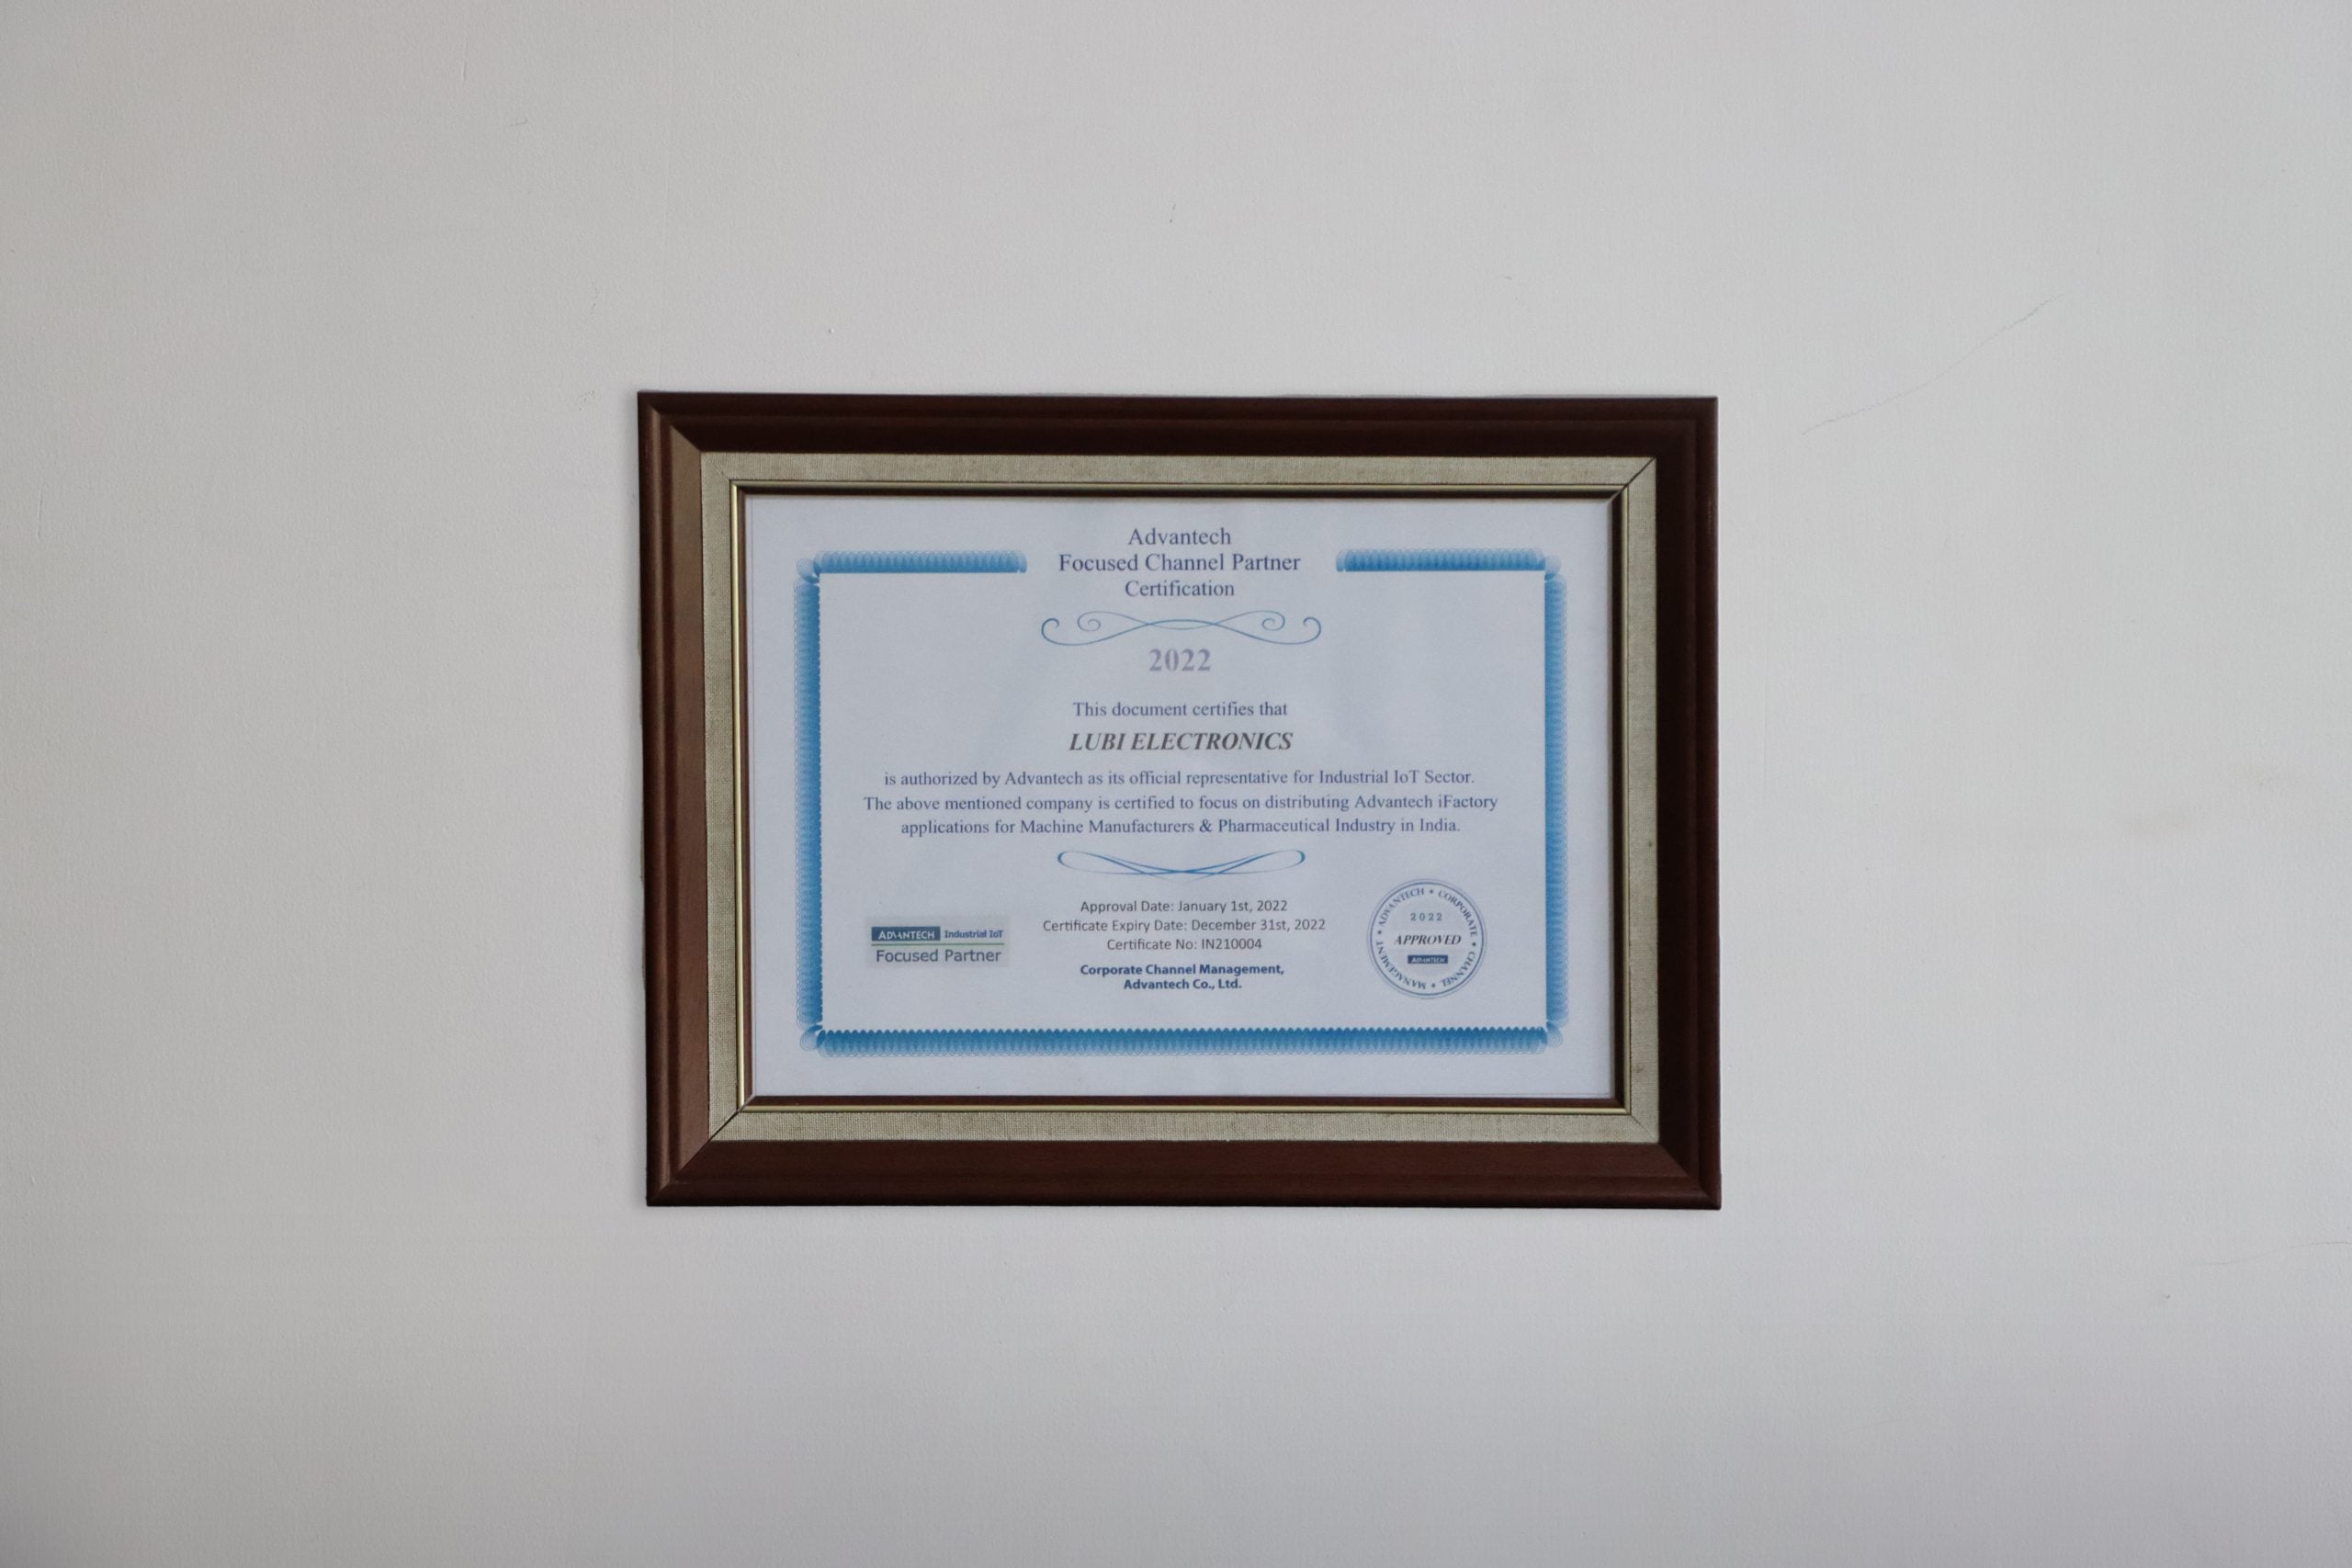 Advantech
Focused Channel Partner
Certification
2022
This document certifies that
LUBI ELECTRONICS
is authorized by Advantech as its official representative for Industrial IoT Sector.
The above mentioned company is certified to focus on distributing Advantech iFactory
applications for Machine Manufacturers & Pharmaceutical Industry in India.
Approval Date: January 1st, 2022
Certificate Expiry Date: December 31st, 2022
Certificate No: IN210004
Corporate Channel Management,
Advantech Co., Ltd.
ADVANTECH Industrial IoT
Focused Partner
ADVANTECH • CORPORATE • CHANNEL • MANAGEMENT •
2022
APPROVED
ADVANTECH